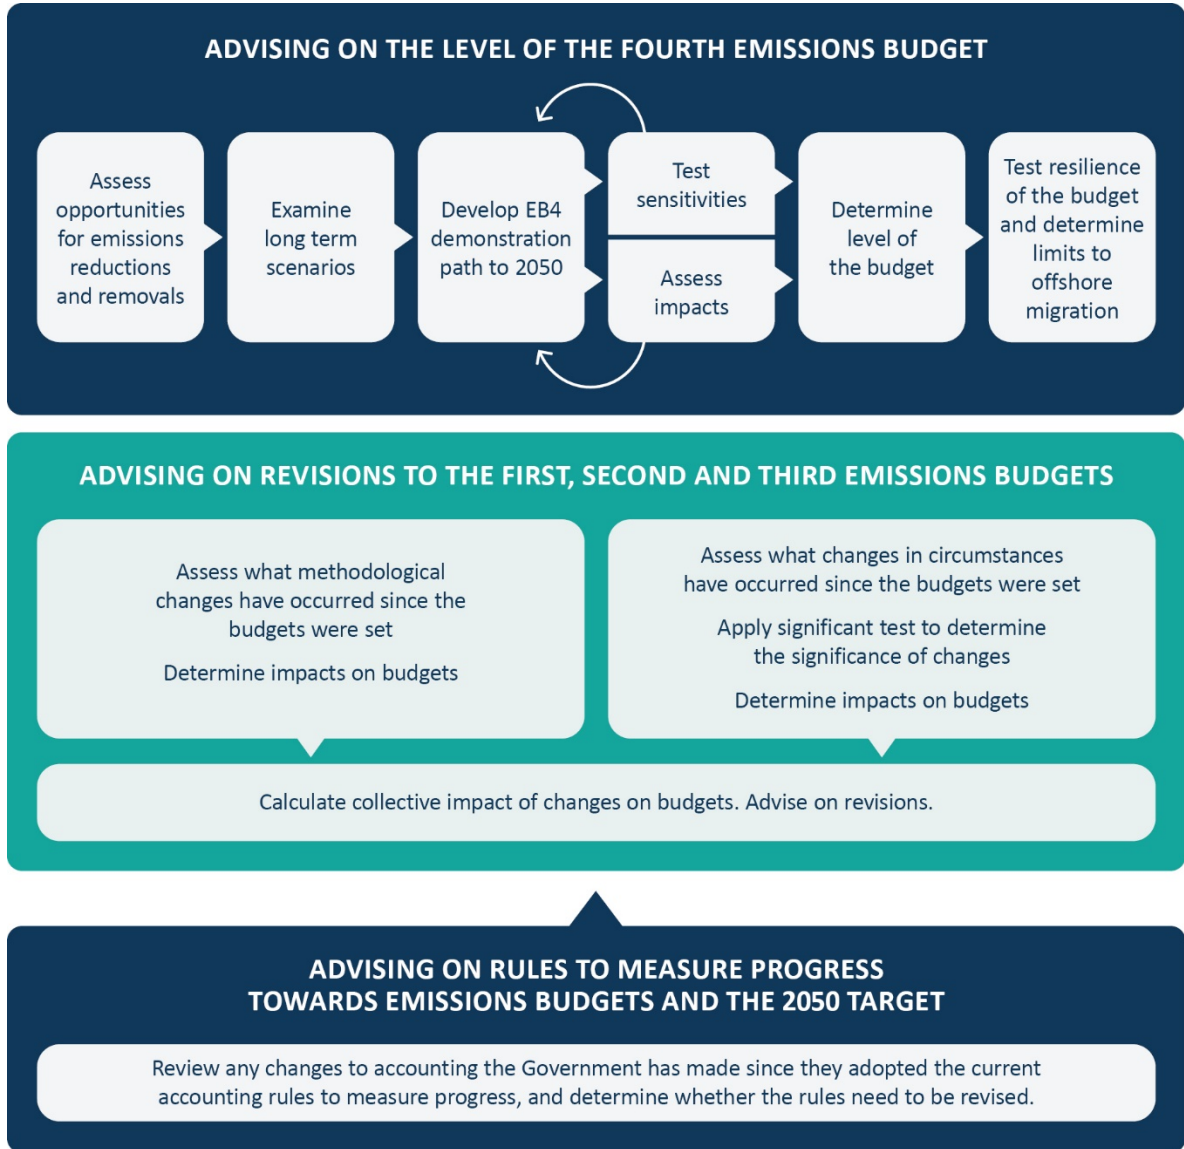 ADVISING ON THE LEVEL OF THE FOURTH EMISSIONS BUDGET
Assess
opportunities
for emissions
reductions
and removals
Examine
long term
scenarios
Develop EB4
demonstration
path to 2050
Test
sensitivities
Assess
impacts
Determine
level of
the budget
Test resilience
of the budget
and determine
limits to
offshore
migration
ADVISING ON REVISIONS TO THE FIRST, SECOND AND THIRD EMISSIONS BUDGETS
Assess what methodological
changes have occurred since the
budgets were set
Determine impacts on budgets
Assess what changes in circumstances
have occurred since the budgets were set
Apply significant test to determine
the significance of changes
Determine impacts on budgets
Calculate collective impact of changes on budgets. Advise on revisions.
ADVISING ON RULES TO MEASURE PROGRESS
TOWARDS EMISSIONS BUDGETS AND THE 2050 TARGET
Review any changes to accounting the Government has made since they adopted the current
accounting rules to measure progress, and determine whether the rules need to be revised.